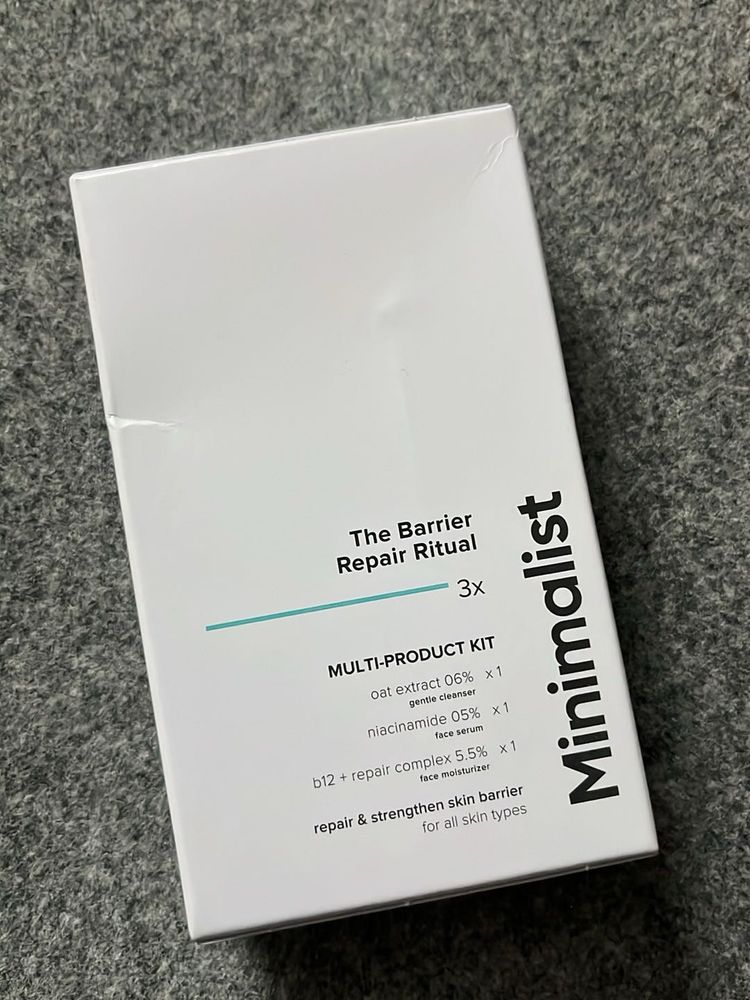 The Barrier
Repair Ritual
3x
MULTI-PRODUCT KIT
oat extract 06% x 1
gentle cleanser
niacinamide 05% x 1
face serum
b12 + repair complex 5.5% x 1
face moisturizer
repair & strengthen skin barrier
for all skin types
Minimalist